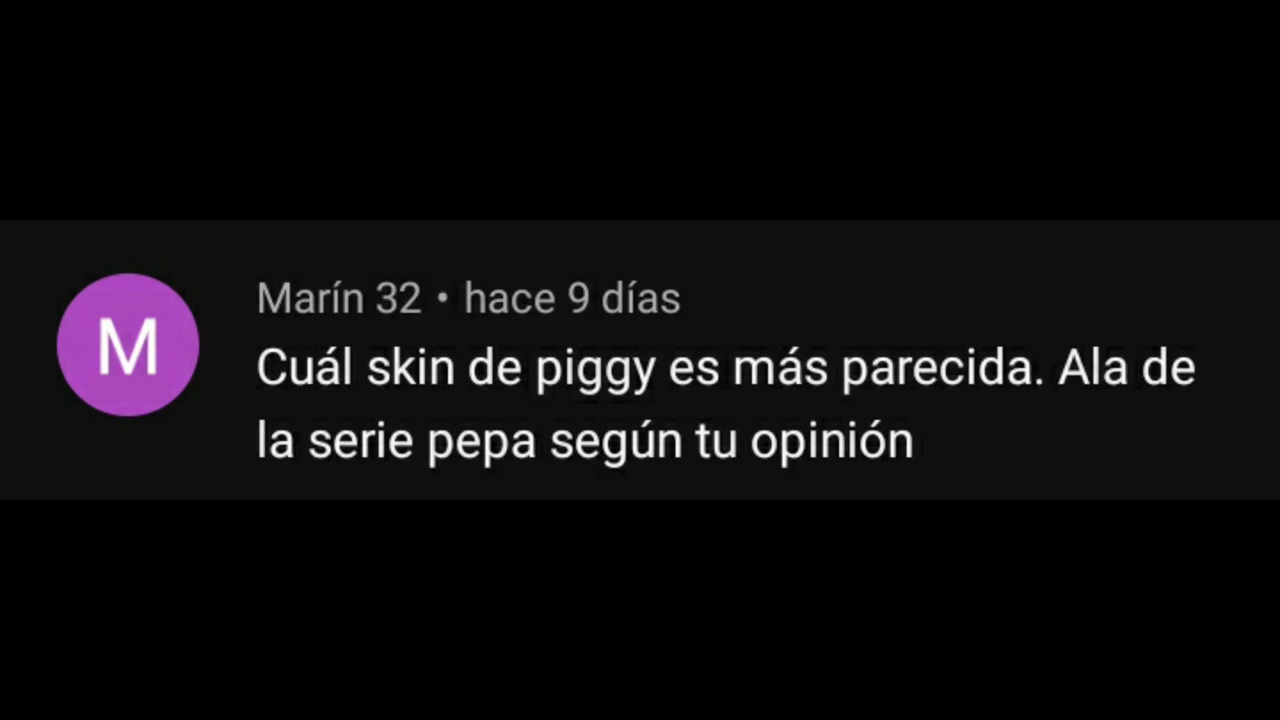 M
Marín 32 • hace 9 días
Cuál skin de piggy es más parecida. Ala de
la serie pepa según tu opinión